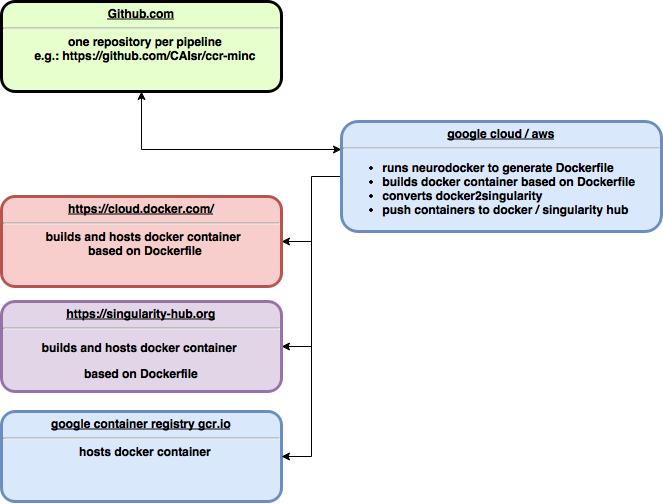 Github.com
one repository per pipeline
e.g.: https://github.com/CAIsr/ccr-minc
google cloud / aws
• runs neurodocker to generate Dockerfile
• builds docker container based on Dockerfile
• converts docker2singularity
• push containers to docker / singularity hub
https://cloud.docker.com/
builds and hosts docker container
based on Dockerfile
https://singularity-hub.org
builds and hosts docker container
based on Dockerfile
google container registry gcr.io
hosts docker container